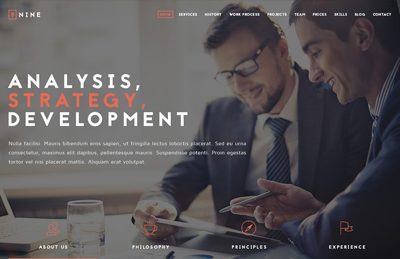 NINE
HOME SERVICES HISTORY WORK PROCESS PROJECTS TEAM PRICES SKILLS BLOG CONTACT
ANALYSIS,
STRATEGY,
DEVELOPMENT
Nulla facilisi. Mauris bibendum eros sapien, ut fringilla lectus lobortis placerat. Sed eu urna
consectetur, maximus elit dapibus, pellentesque mauris. Suspendisse potenti. Proin egestas
tortor vel nisi placerat mattis. Aliquam erat volutpat.
ABOUT US PHILOSOPHY PRINCIPLES EXPERIENCE